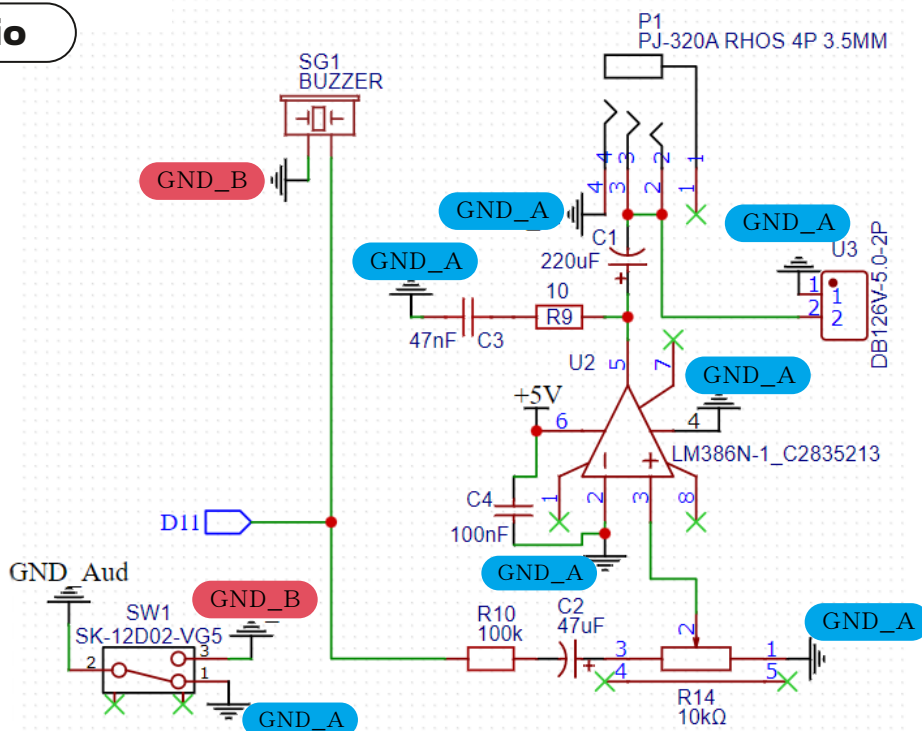 io
P1
PJ-320A RHOS 4P 3.5MM
SG1
BUZZER
GND_B
4
3
2
1
4
3
2
1
GND_A
GND_A
GND_A
C1
220uF
+
U3
1
2
1
2
DB126V-5.0-2P
10
R9
47nF
C3
U2
5
7
GND_A
+5V
6
4
LM386N-1_C2835213
C4
100nF
1
2
3
8
D11
GND_A
GND_Aud
GND_B
SW1
SK-12D02-VG5
2
3
1
GND_A
R10
100k
C2
47uF
+
3
4
2
1
5
GND_A
R14
10kΩ